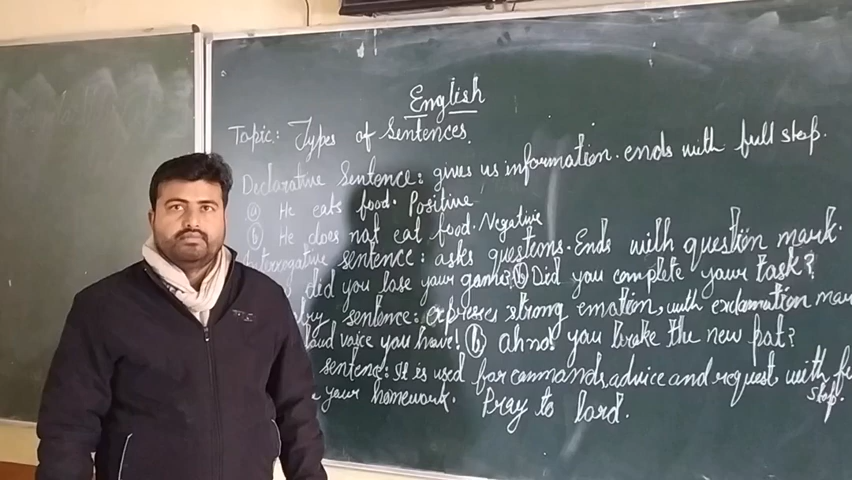 English
Topic: Types of Sentences.
Declarative Sentence: gives us information. ends with full stop.
(a) He eats food. Positive
(b) He does not eat food. Negative
Interrogative sentence: asks questions. Ends with question mark.
did you lose your game? (b) Did you complete your task?
sentence: expresses strong emotion, with exclamation
loud voice you have! (b) ah no! you broke the new pot?
sentence: It is used for commands, advice and request with
stop.
your homework. Pray to lord.